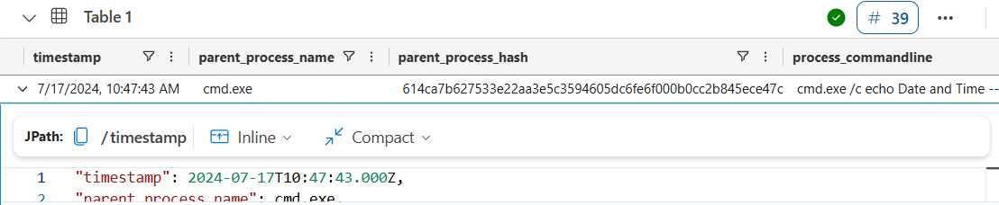 Table 1
39
timestamp parent_process_name parent_process_hash process_commandline
7/17/2024, 10:47:43 AM cmd.exe 614ca7b627533e22aa3e5c3594605dc6fe6f000b0cc2b845ece47c cmd.exe /c echo Date and Time --
JPath: /timestamp Inline Compact
1 "timestamp": 2024-07-17T10:47:43.000Z,
2 "parent_process_name": cmd.exe,